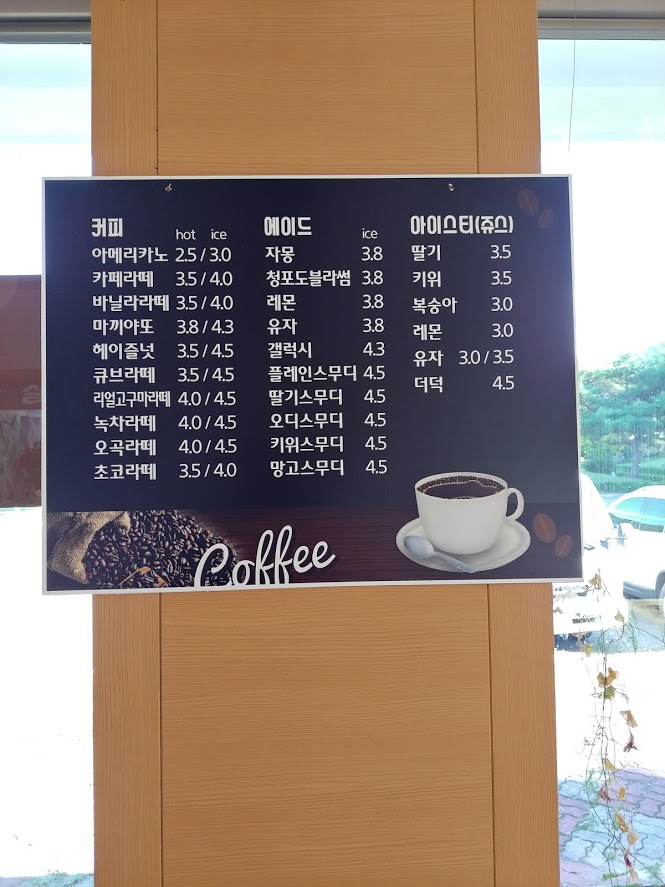 커피 hot ice
아메리카노 2.5 / 3.0
카페라떼 3.5 / 4.0
바닐라라떼 3.5 / 4.0
마끼야또 3.8 / 4.3
헤이즐넛 3.5 / 4.5
큐브라떼 3.5 / 4.5
리얼고구마라떼 4.0 / 4.5
녹차라떼 4.0 / 4.5
오곡라떼 4.0 / 4.5
초코라떼 3.5 / 4.0
에이드 ice
자몽 3.8
청포도블라썸 3.8
레몬 3.8
유자 3.8
갤럭시 4.3
플레인스무디 4.5
딸기스무디 4.5
오디스무디 4.5
키위스무디 4.5
망고스무디 4.5
아이스티(쥬스)
딸기 3.5
키위 3.5
복숭아 3.0
레몬 3.0
유자 3.0 / 3.5
더덕 4.5
Coffee